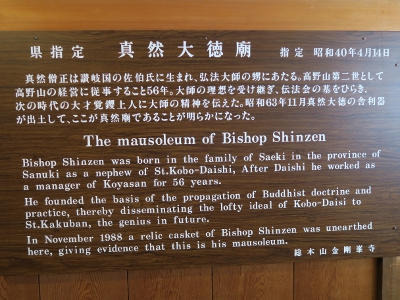 県指定 真然大徳廟 指定 昭和40年4月14日
真然僧正は讃岐国の佐伯氏に生まれ、弘法大師の甥にあたる。高野山第二世として
高野山の経営に従事すること56年。大師の理想を受け継ぎ、伝法会の基をひらき、
次の時代の大才覚鑁上人に大師の精神を伝えた。昭和63年11月真然大徳の舎利器
が出土して、ここが真然廟であることが明らかになった。
The mausoleum of Bishop Shinzen
Bishop Shinzen was born in the family of Saeki in the province of
Sanuki as a nephew of St.Kobo-Daishi, After Daishi he worked as
a manager of Koyasan for 56 years.
He founded the basis of the propagation of Buddhist doctrine and
practice, thereby disseminating the lofty ideal of Kobo-Daisi to
St.Kakuban, the genius in future.
In November 1988 a relic casket of Bishop Shinzen was unearthed
here, giving evidence that this is his mausoleum.
総本山金剛峯寺